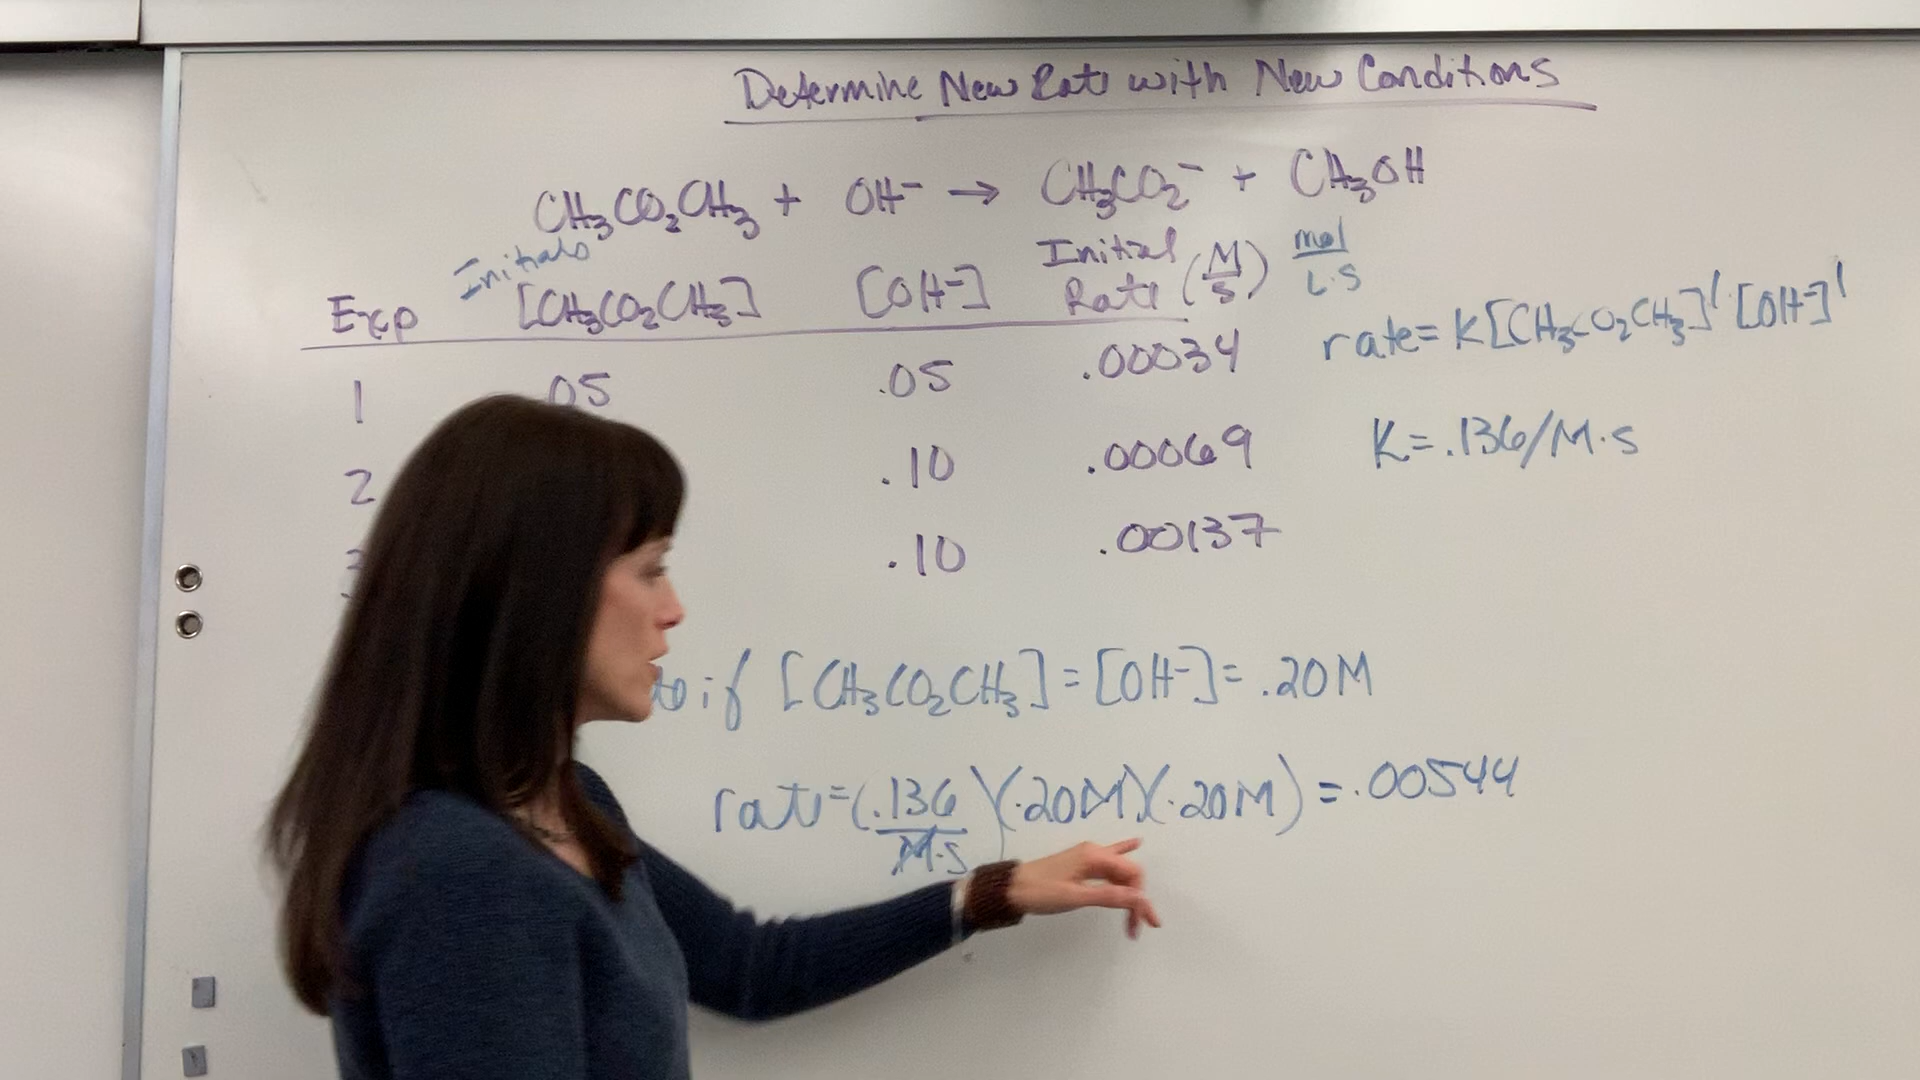 Determine New Rate with New Conditions
CH₃CO₂CH₃ + OH⁻ → CH₃CO₂⁻ + CH₃OH
Initials
Exp [CH₃CO₂CH₃] [OH⁻] Initial Rate (M/s) mol/L·s
1 .05 .05 .00034
2 .10 .00069
3 .10 .00137
rate = K[CH₃CO₂CH₃]¹ [OH⁻]¹
K = .136/M·s
if [CH₃CO₂CH₃] = [OH⁻] = .20M
rate = (.136/M·s)(.20M)(.20M) = .00544